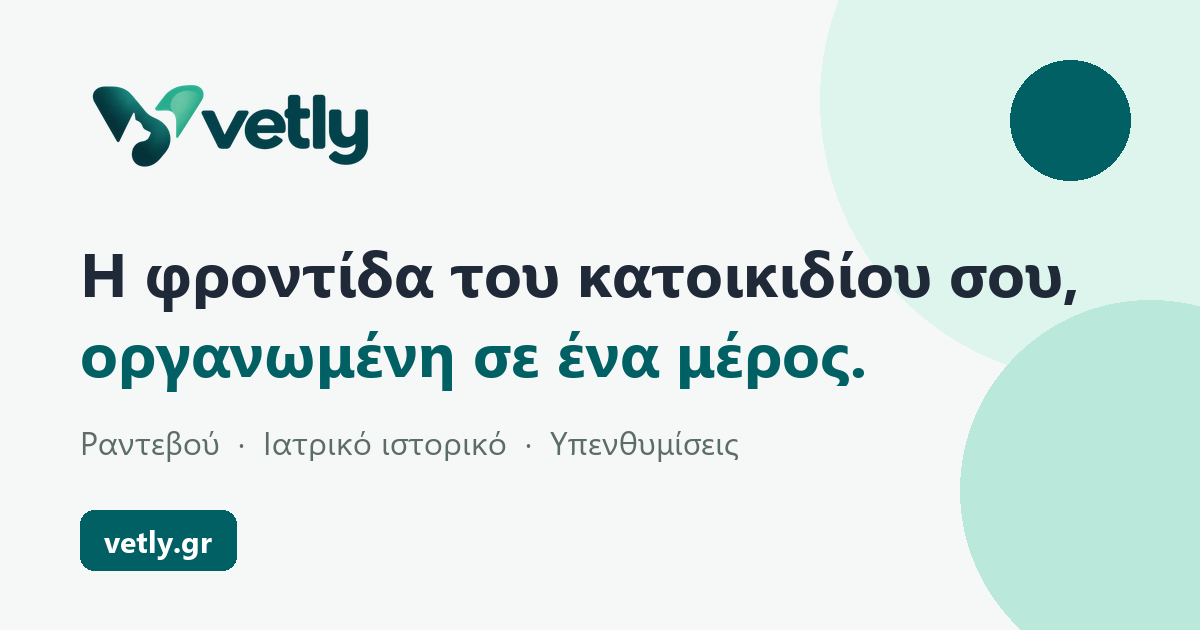 vetly
Η φροντίδα του κατοικιδίου σου,
οργανωμένη σε ένα μέρος.
Ραντεβού · Ιατρικό ιστορικό · Υπενθυμίσεις
vetly.gr